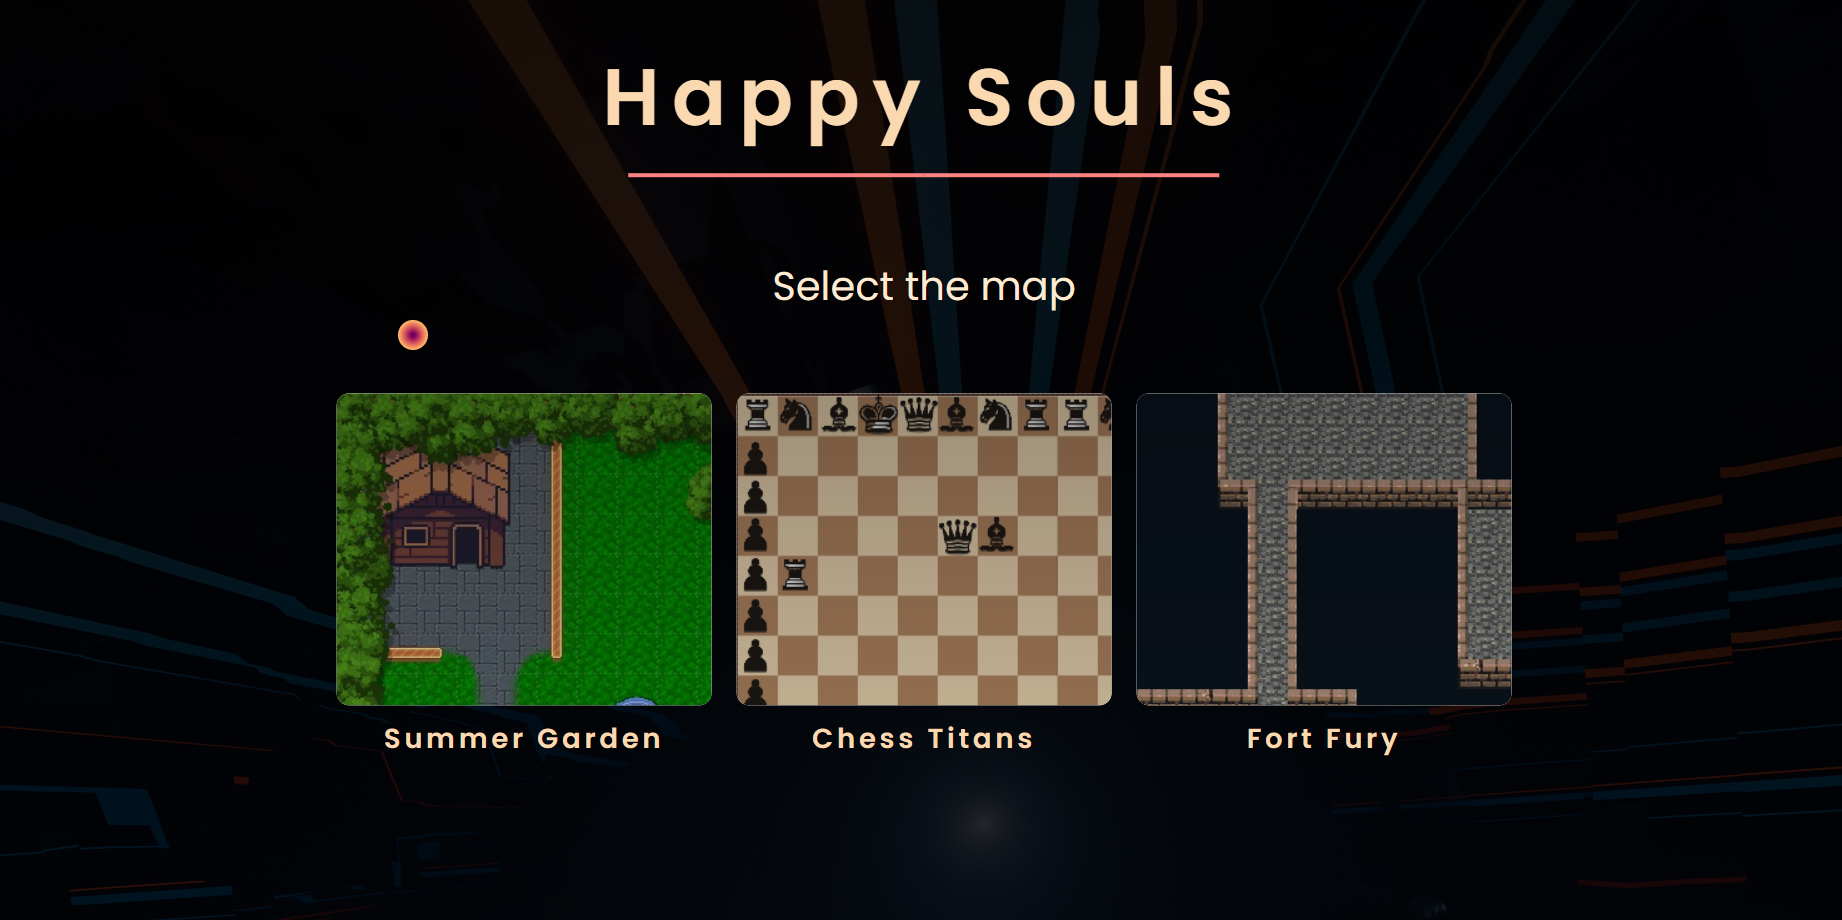 Happy Souls
Select the map
Summer Garden
Chess Titans
Fort Fury